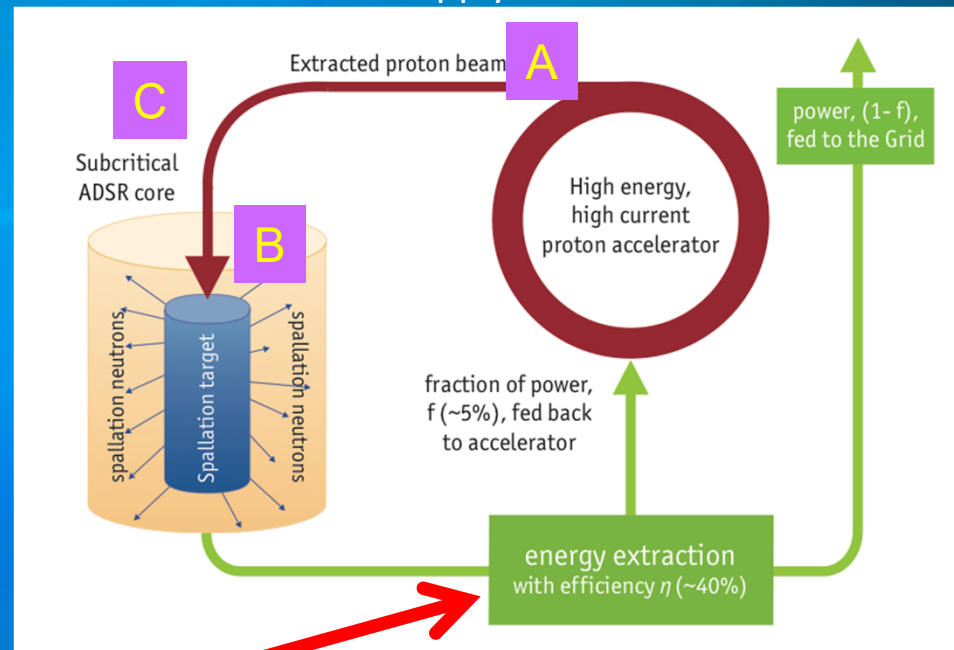 Extracted proton beam
A
C
power, (1- f),
fed to the Grid
Subcritical
ADSR core
High energy,
high current
proton accelerator
B
spallation neutrons
Spallation target
spallation neutrons
fraction of power,
f (~5%), fed back
to accelerator
energy extraction
with efficiency η (~40%)